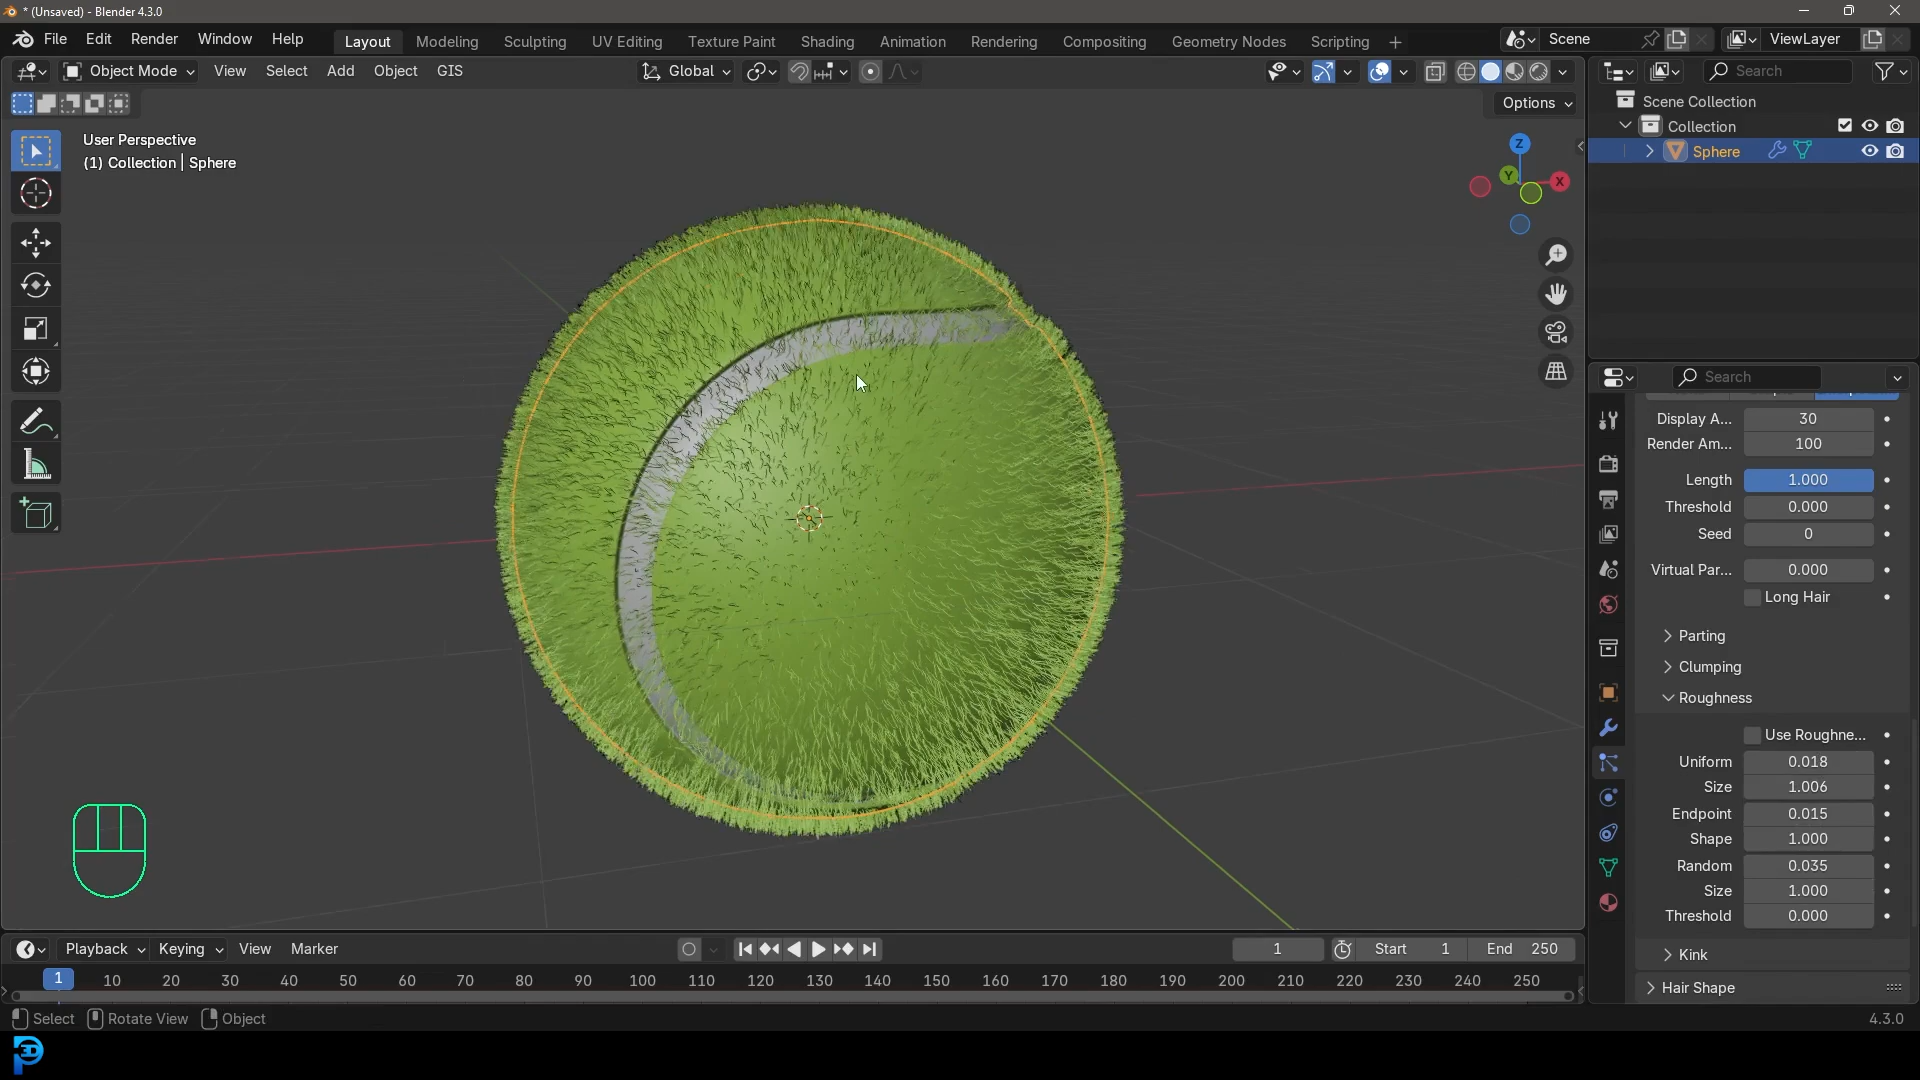 * (Unsaved) - Blender 4.3.0
File Edit Render Window Help
Layout Modeling Sculpting UV Editing Texture Paint Shading Animation Rendering Compositing Geometry Nodes Scripting +
Scene ViewLayer
Object Mode View Select Add Object GIS
Global
Search
Options
User Perspective
(1) Collection | Sphere
Z
Y
X
Scene Collection
Collection
Sphere
Search
Display A... 30
Render Am... 100
Length 1.000
Threshold 0.000
Seed 0
Virtual Par... 0.000
Long Hair
Parting
Clumping
Roughness
Use Roughne...
Uniform 0.018
Size 1.006
Endpoint 0.015
Shape 1.000
Random 0.035
Size 1.000
Threshold 0.000
Kink
Hair Shape
Playback Keying View Marker
1 Start 1 End 250
1 10 20 30 40 50 60 70 80 90 100 110 120 130 140 150 160 170 180 190 200 210 220 230 240 250
Select Rotate View Object
4.3.0